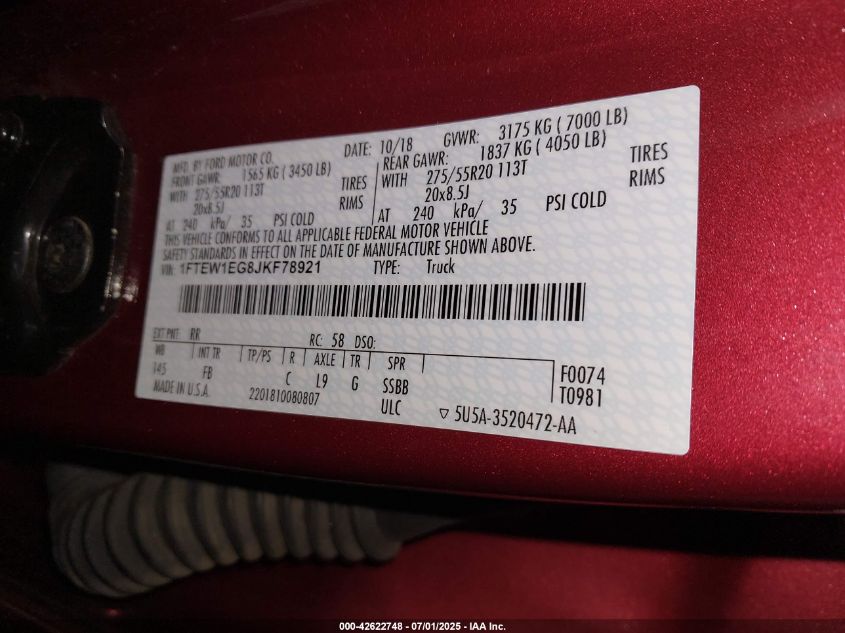 MFD. BY FORD MOTOR CO. DATE: 10/18 GVWR: 3175 KG ( 7000 LB)
FRONT GAWR: 1565 KG ( 3450 LB) REAR GAWR: 1837 KG ( 4050 LB)
WITH 275/55R20 113T TIRES WITH 275/55R20 113T TIRES
20x8.5J RIMS 20x8.5J RIMS
AT 240 kPa/ 35 PSI COLD AT 240 kPa/ 35 PSI COLD
THIS VEHICLE CONFORMS TO ALL APPLICABLE FEDERAL MOTOR VEHICLE
SAFETY STANDARDS IN EFFECT ON THE DATE OF MANUFACTURE SHOWN ABOVE.
VIN: 1FTEW1EG8JKF78921 TYPE: Truck
EXT PNT: RR RC: 58 DSO:
WB INT TR TP/PS R AXLE TR SPR F0074
145 FB C L9 G SSBB T0981
MADE IN U.S.A. 2201810080807 ULC ▽ 5U5A-3520472-AA
000-42622748 - 07/01/2025 - IAA Inc.